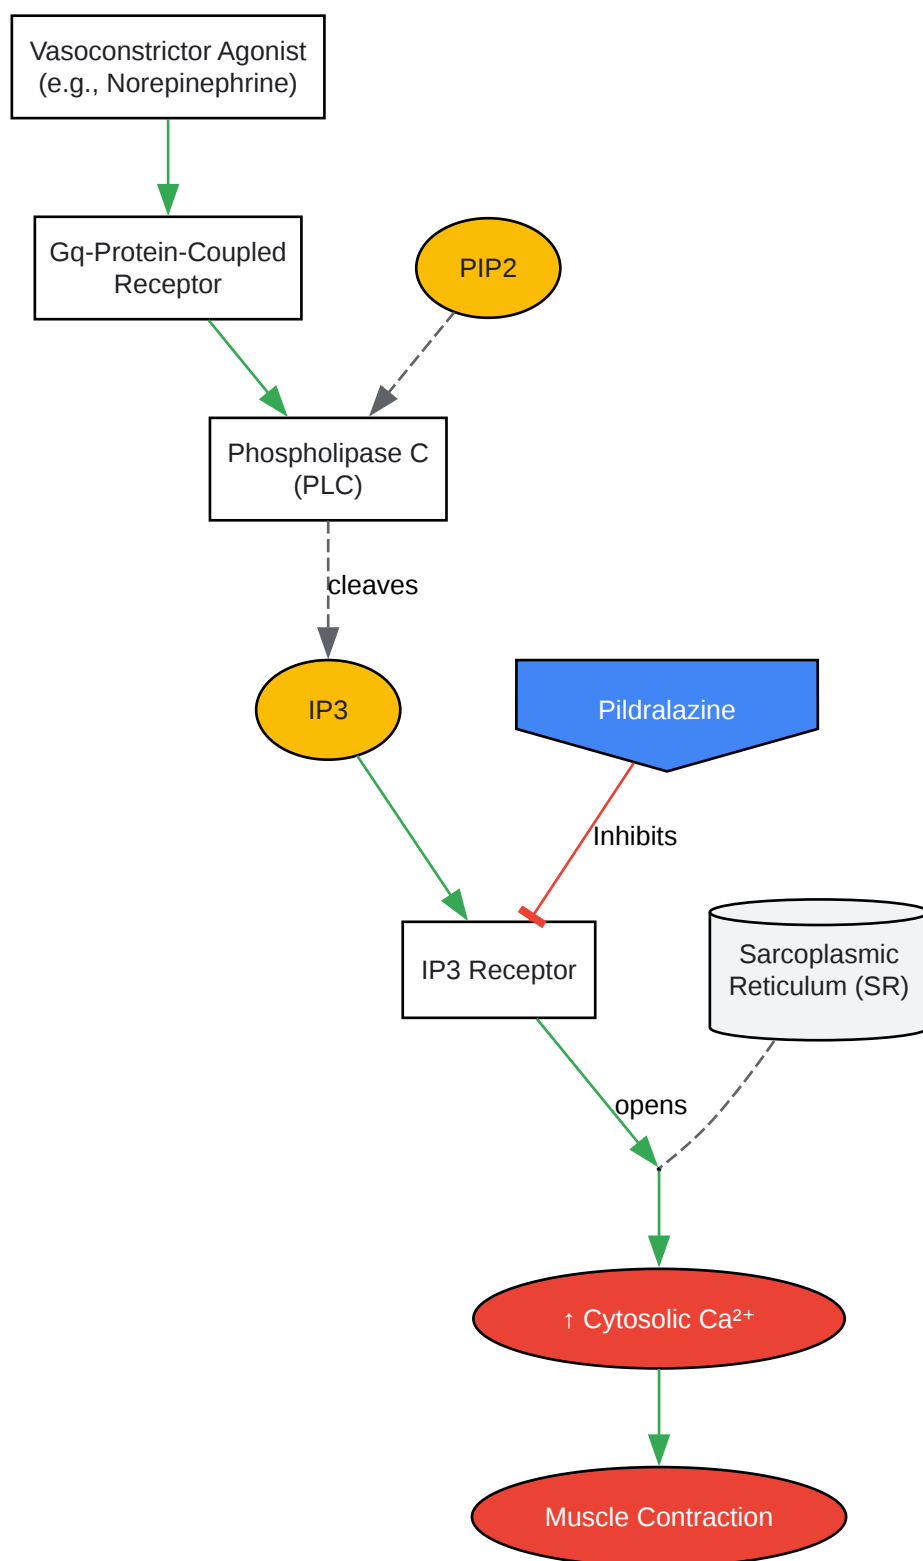 Vasoconstrictor Agonist
(e.g., Norepinephrine)
Gq-Protein-Coupled
Receptor
PIP2
Phospholipase C
(PLC)
cleaves
IP3
Pildralazine
Inhibits
IP3 Receptor
Sarcoplasmic
Reticulum (SR)
opens
↑ Cytosolic Ca²⁺
Muscle Contraction